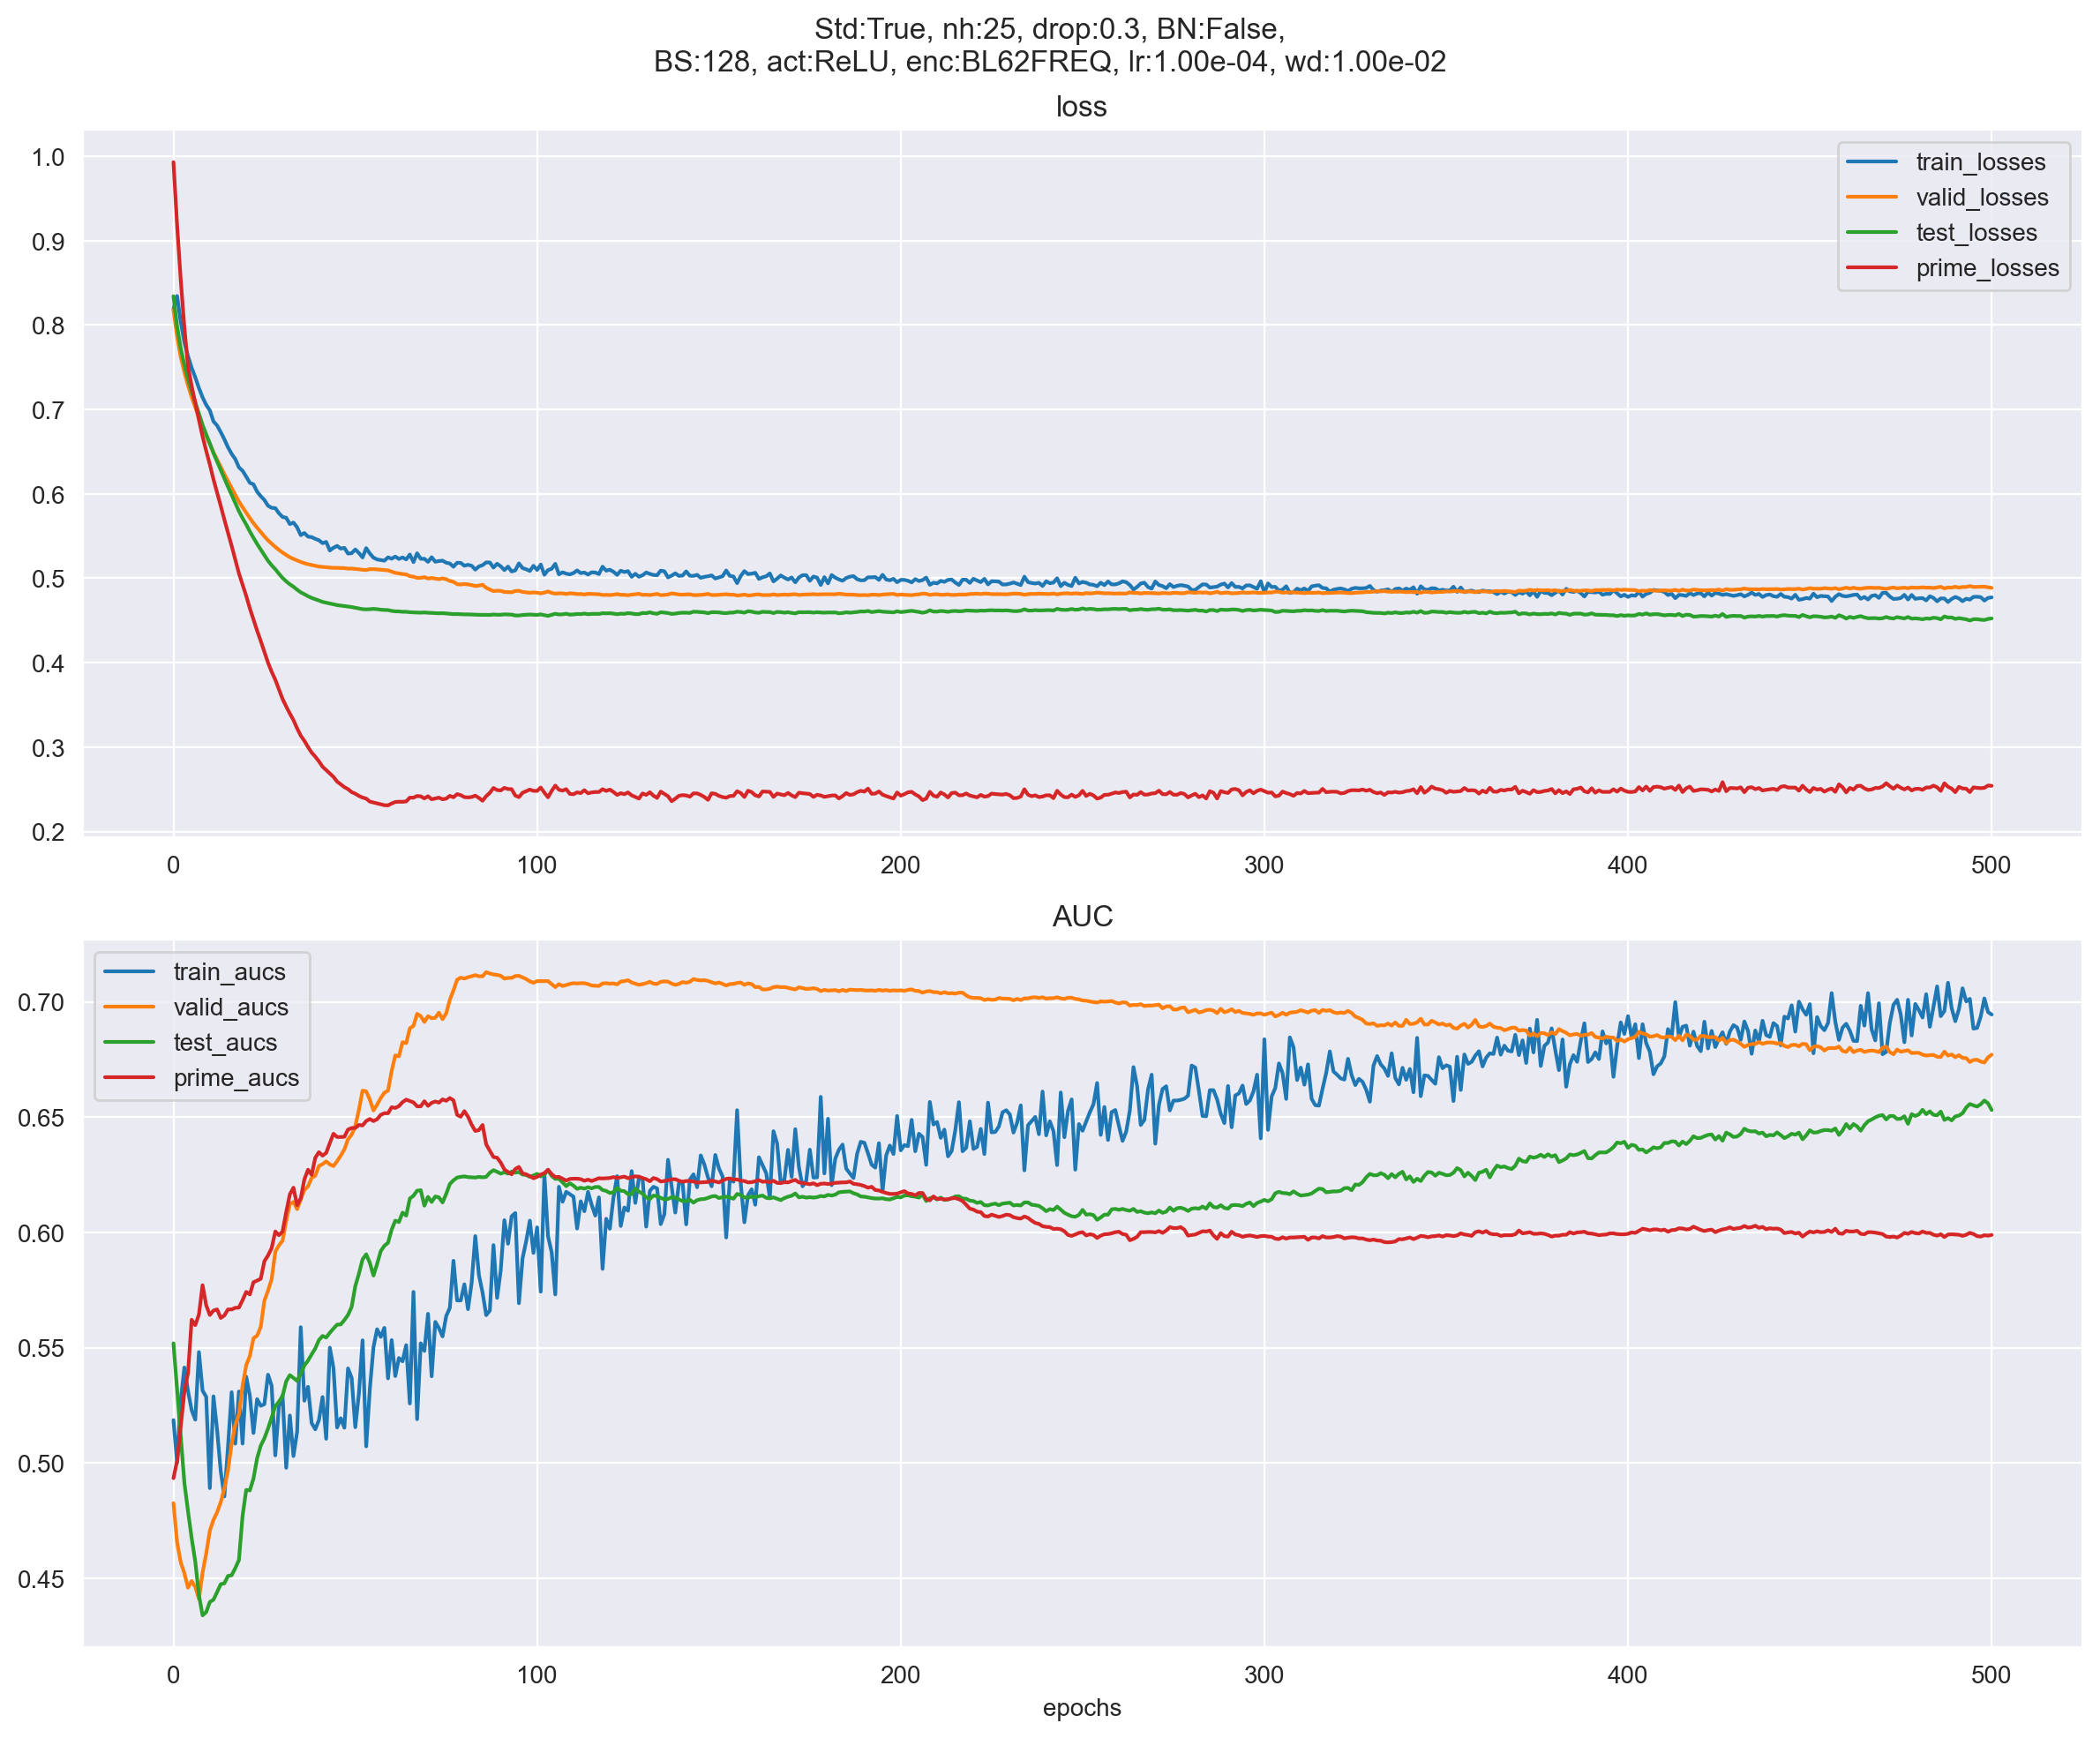 Std:True, nh:25, drop:0.3, BN:False,
BS:128, act:ReLU, enc:BL62FREQ, lr:1.00e-04, wd:1.00e-02
loss
1.0
0.9
0.8
0.7
0.6
0.5
0.4
0.3
0.2
train_losses
valid_losses
test_losses
prime_losses
0 100 200 300 400 500
AUC
0.70
0.65
0.60
0.55
0.50
0.45
train_aucs
valid_aucs
test_aucs
prime_aucs
0 100 200 300 400 500
epochs